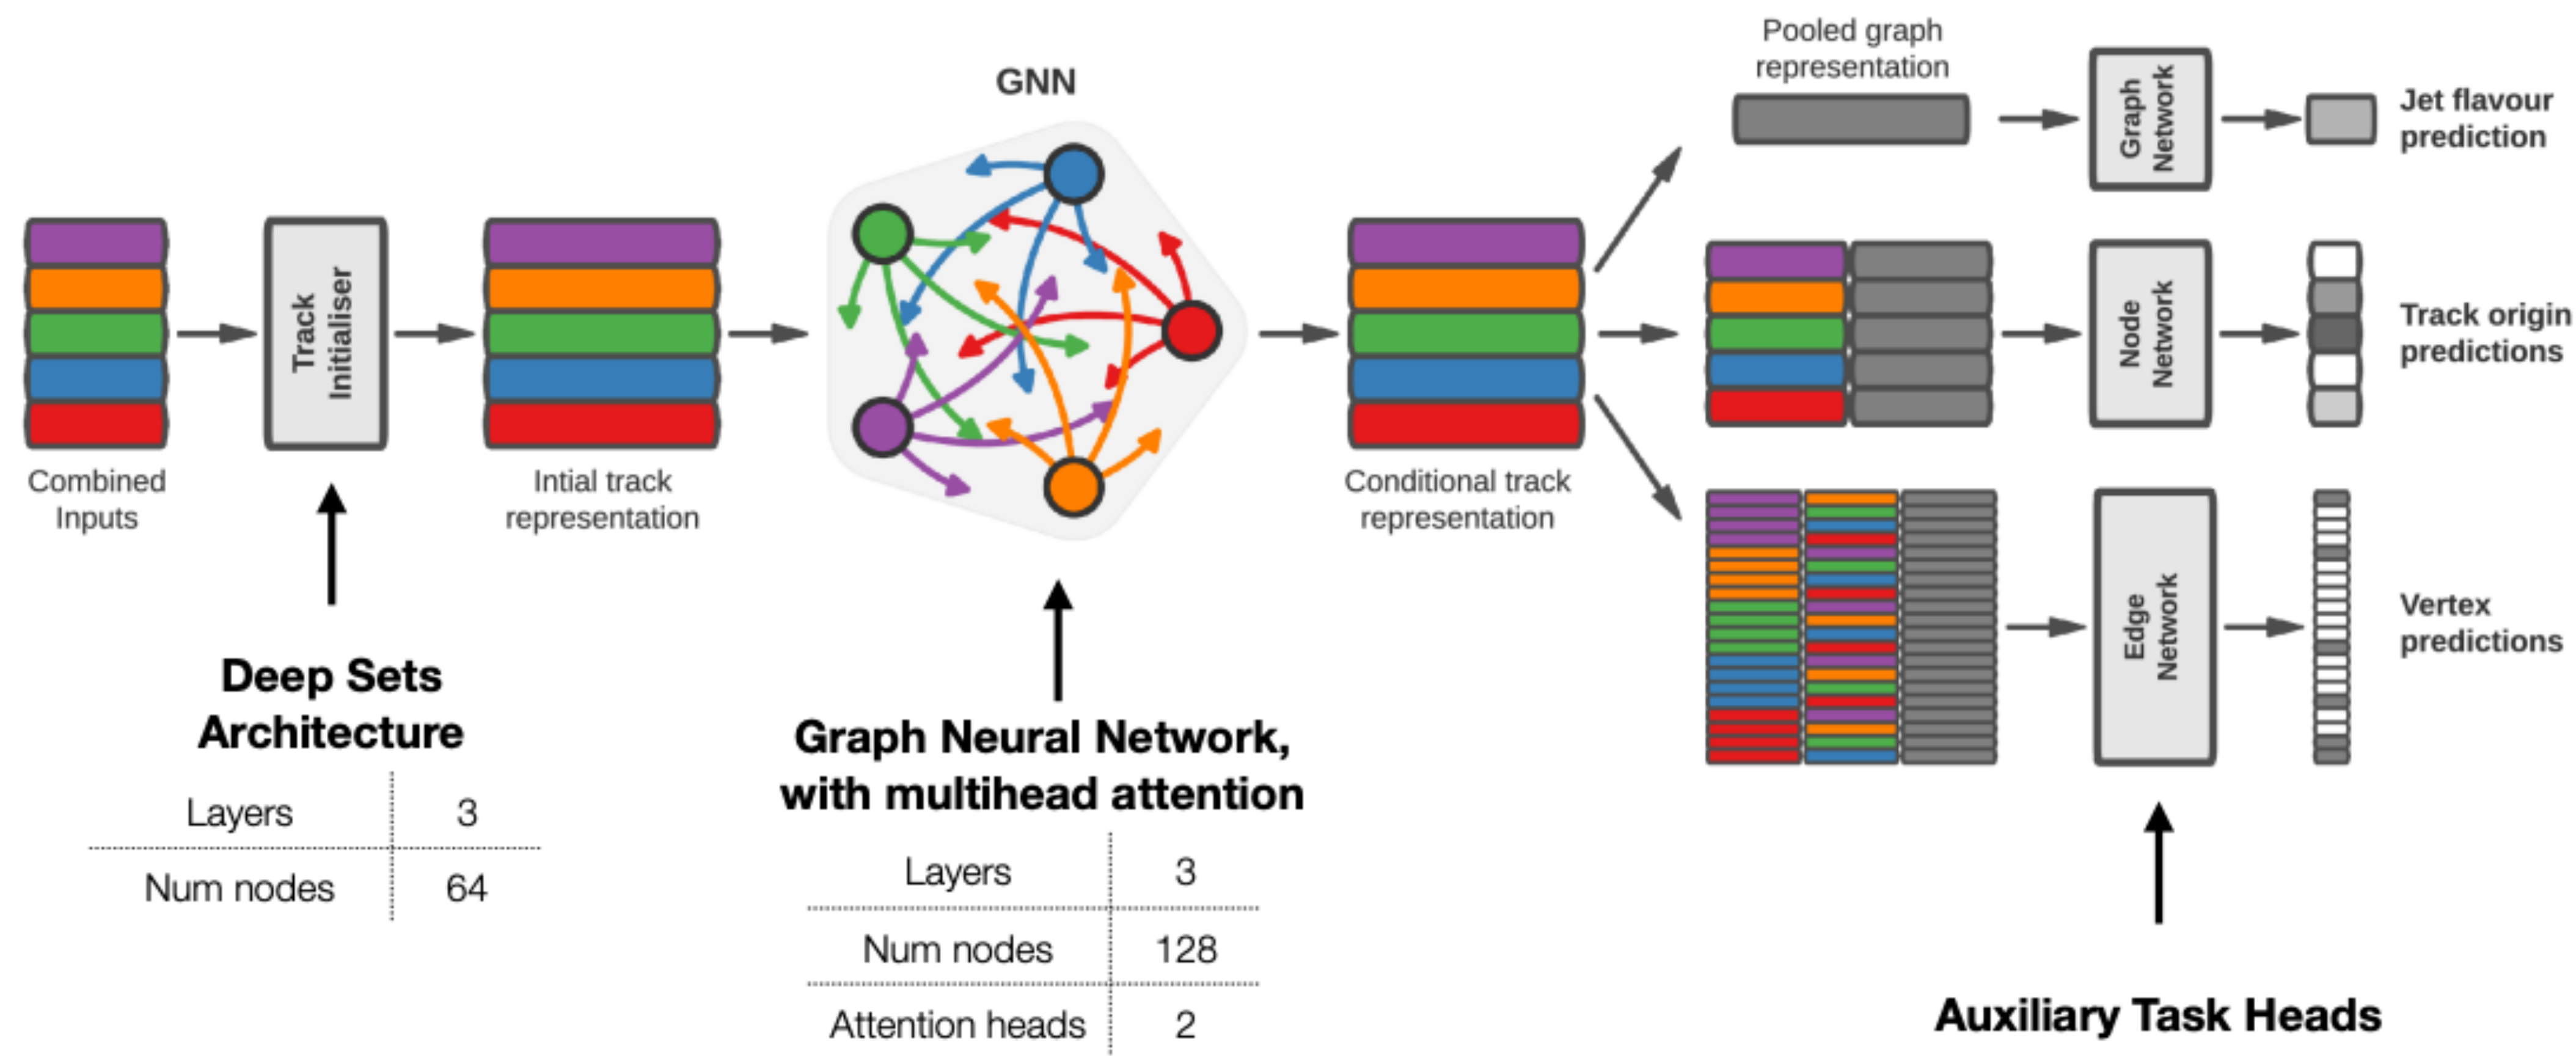 Combined
Inputs
Track
Initialiser
Intial track
representation
GNN
Conditional track
representation
Pooled graph
representation
Graph
Network
Jet flavour
prediction
Node
Network
Track origin
predictions
Edge
Network
Vertex
predictions
Deep Sets
Architecture
Layers 3
Num nodes 64
Graph Neural Network,
with multihead attention
Layers 3
Num nodes 128
Attention heads 2
Auxiliary Task Heads